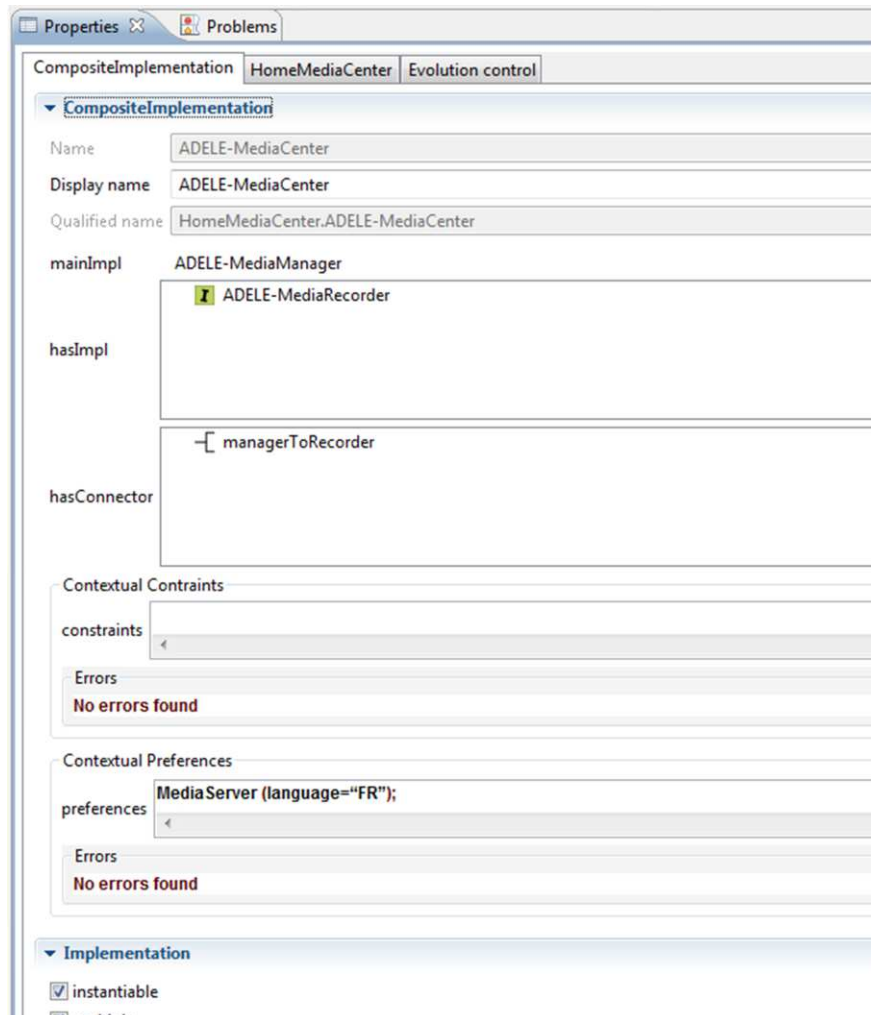 Properties Problems
CompositeImplementation HomeMediaCenter Evolution control
CompositeImplementation
Name ADELE-MediaCenter
Display name ADELE-MediaCenter
Qualified name HomeMediaCenter.ADELE-MediaCenter
mainImpl ADELE-MediaManager
I ADELE-MediaRecorder
hasImpl
managerToRecorder
hasConnector
Contextual Contraints
constraints
Errors
No errors found
Contextual Preferences
MediaServer (language=“FR”);
preferences
Errors
No errors found
Implementation
instantiable